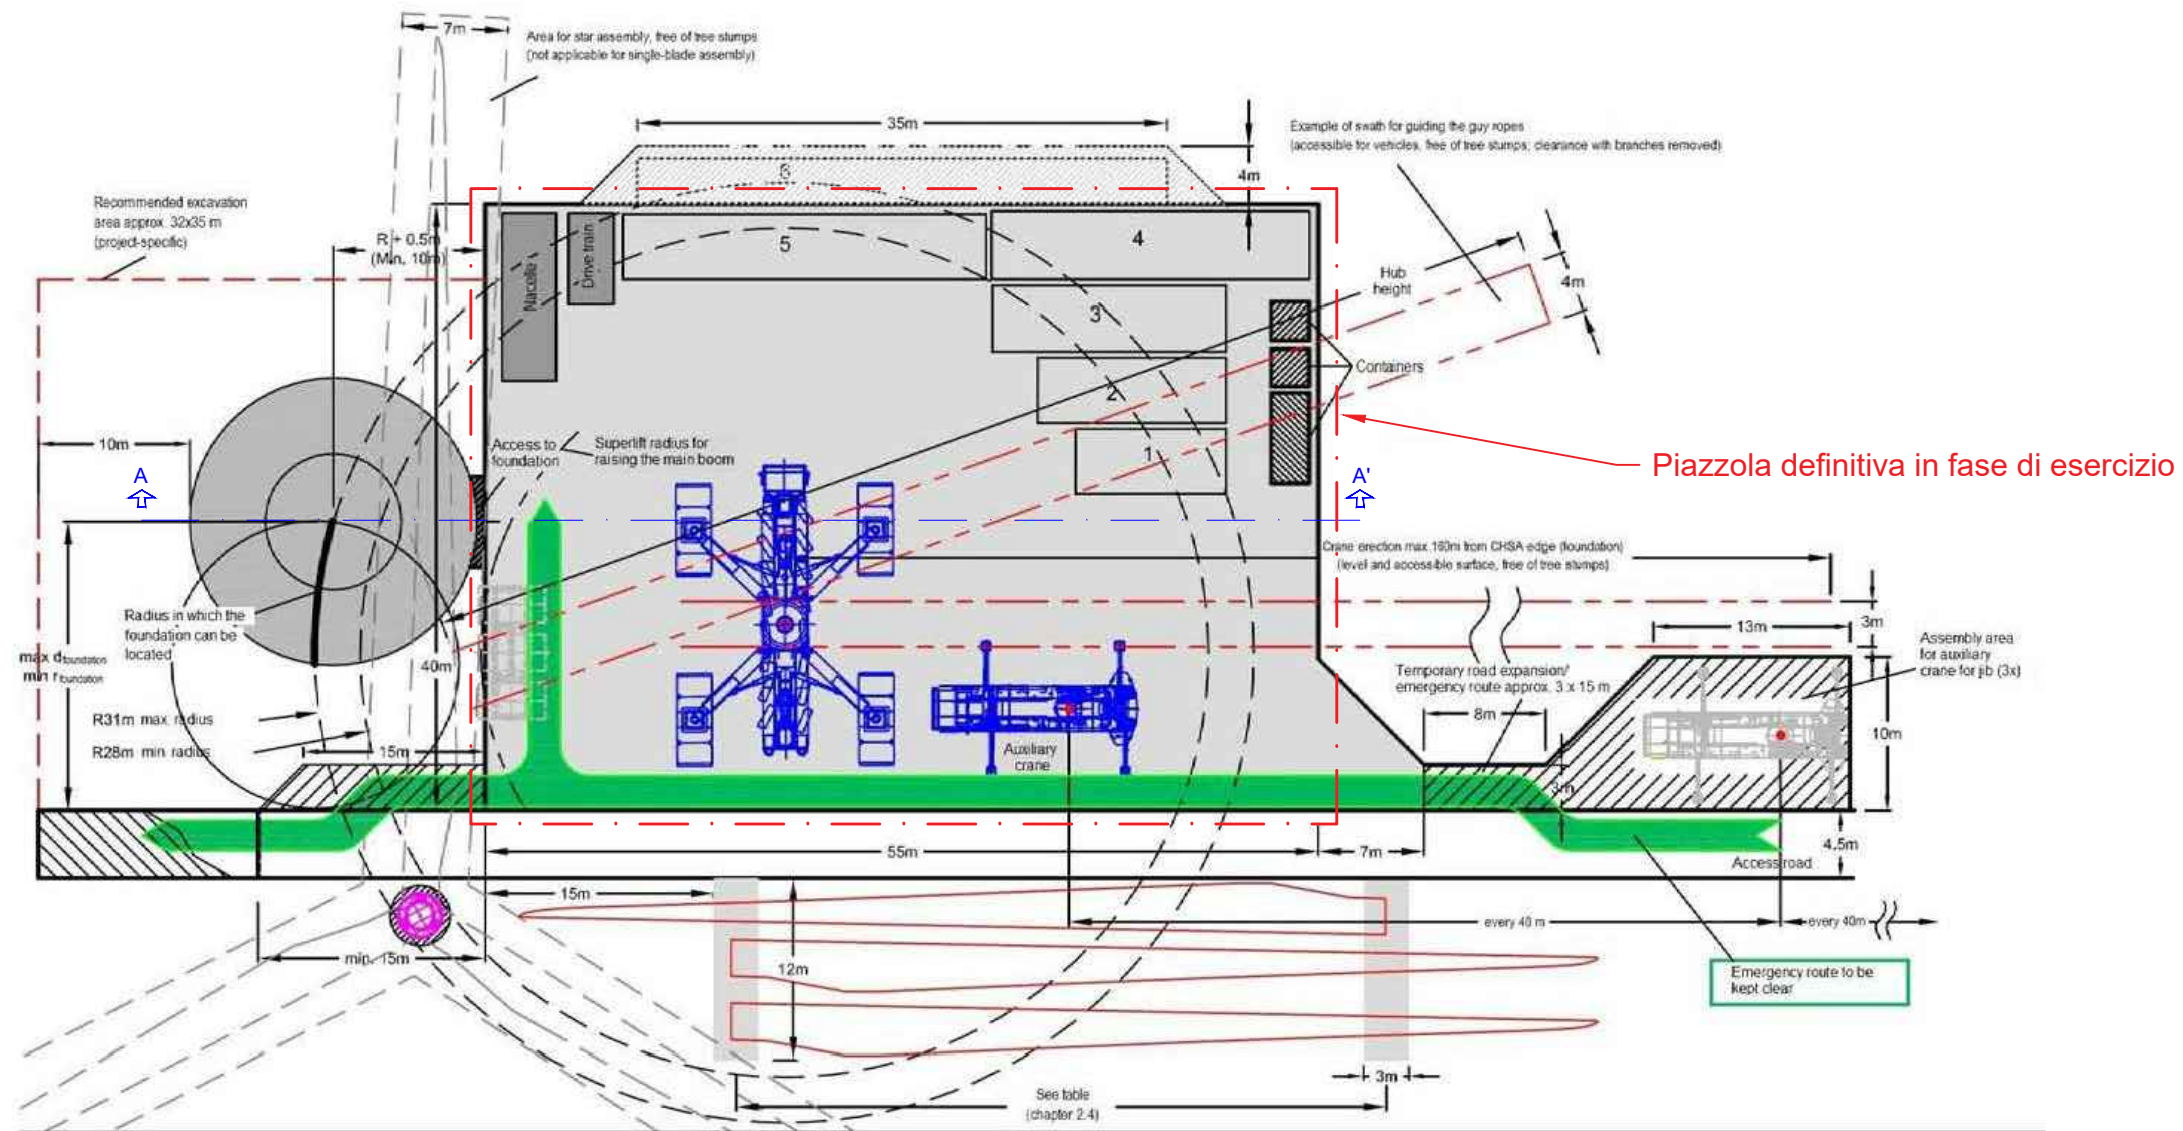 7m
Area for star assembly, free of tree stumps
(not applicable for single-blade assembly)
35m
Example of swath for guiding the guy ropes
(accessible for vehicles, free of tree stumps; clearance with branches removed)
4m
6
Recommended excavation
area approx. 32x35 m
(project-specific)
R + 0.5m
(Min. 10m)
Nacelle
Drive train
5
4
Hub
height
4m
3
Containers
2
10m
Access to
foundation
Superlift radius for
raising the main boom
1
Piazzola definitiva in fase di esercizio
A
A'
Crane erection max 160m from CHSA edge (foundation)
(level and accessible surface, free of tree stumps)
Radius in which the
foundation can be
located
13m
3m
Assembly area
for auxiliary
crane for jib (3x)
max d foundation
min r foundation
40m
Temporary road expansion/
emergency route approx. 3 x 15 m
R31m max. radius
8m
10m
R28m min. radius
15m
Auxiliary
crane
3m
4.5m
55m
7m
Access road
15m
every 40 m
every 40m
min. 15m
12m
Emergency route to be
kept clear
3m
See table
(chapter 2.4)